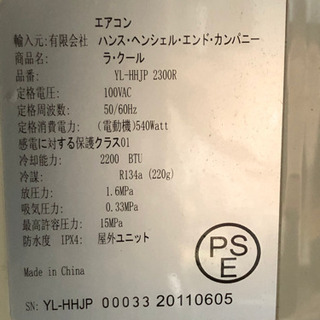 エアコン
輸入元:有限会社 ハンス・ヘンシェル・エンド・カンパニー
商品名: ラ・クール
品番: YL-HHJP 2300R
定格電圧: 100VAC
定格周波数: 50/60Hz
定格消費電力: (電動機)540Watt
感電に対する保護クラス01
冷却能力: 2200 BTU
冷謀: R134a (220g)
放圧力: 1.6MPa
吸気圧力: 0.33MPa
最高許容圧力: 15MPa
防水度 IPX4: 屋外ユニット
PS
E
Made in China
SN: YL-HHJP 00033 20110605